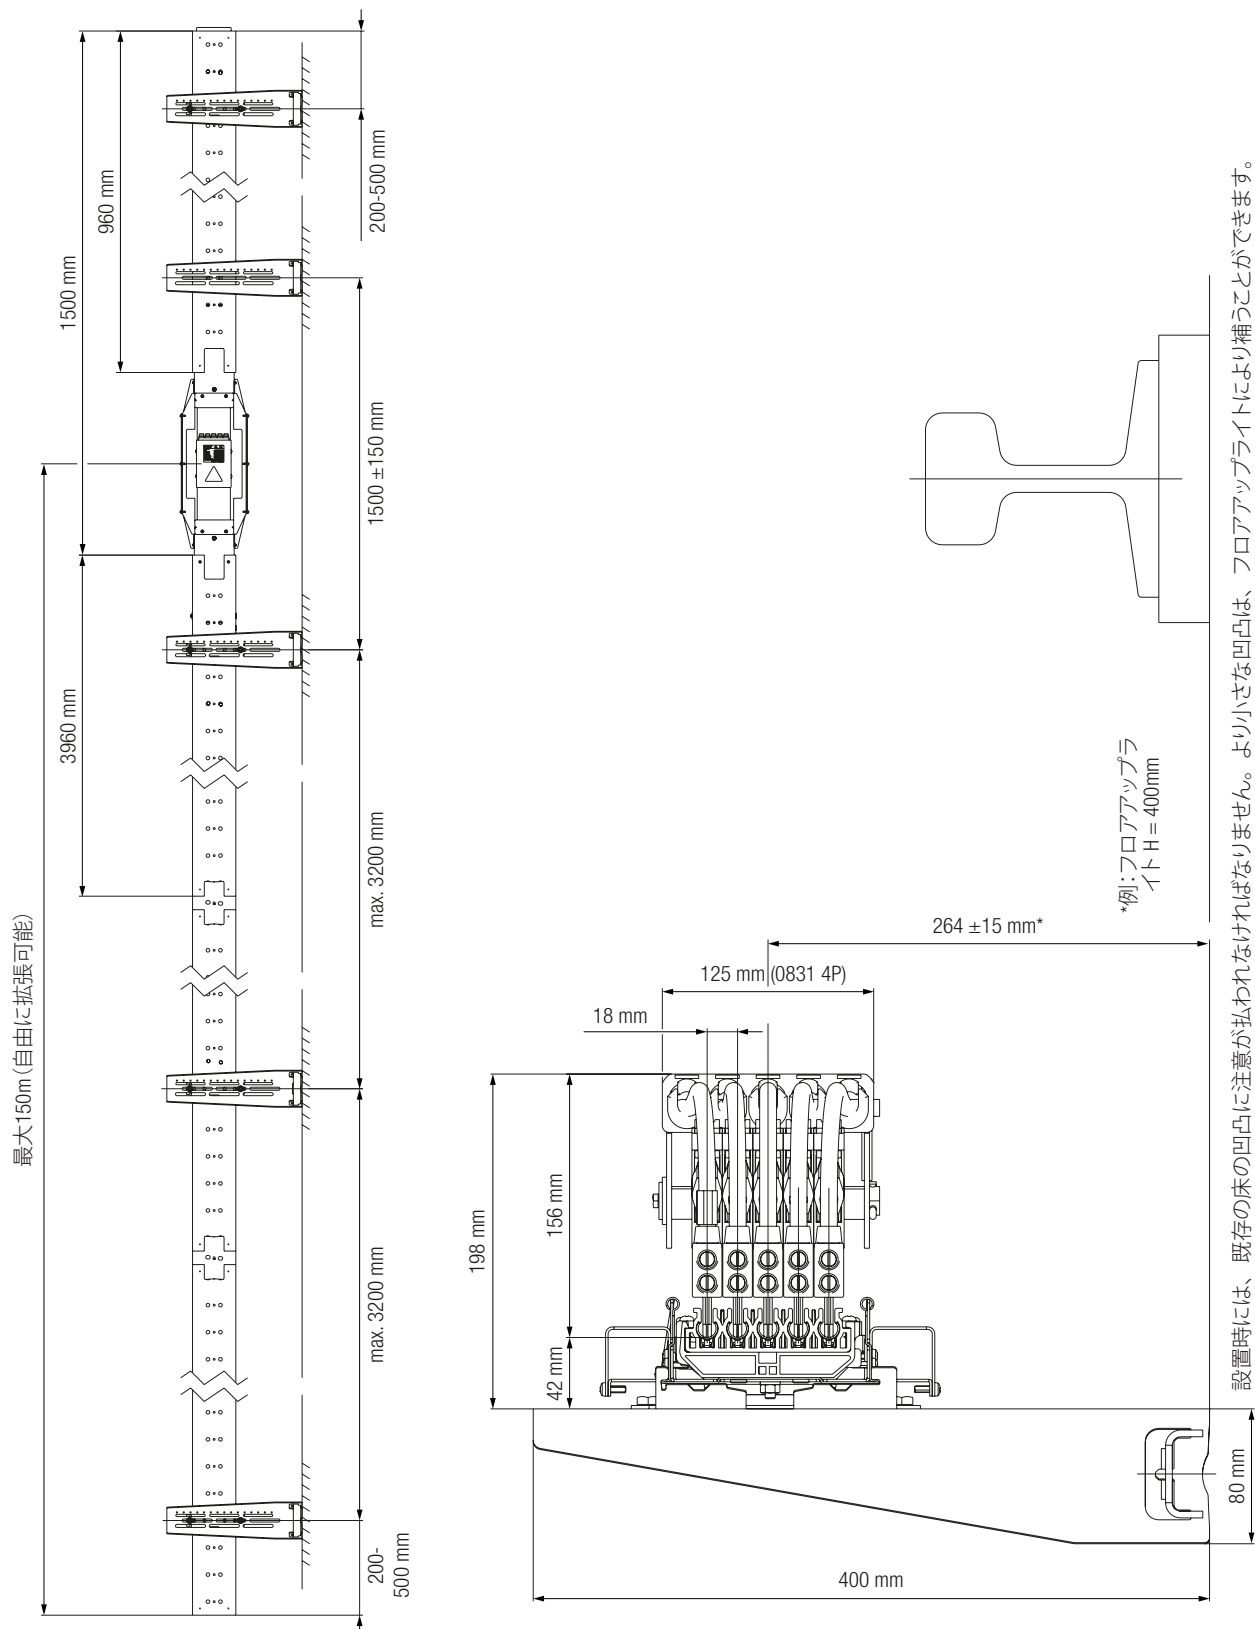 最大150m（自由に拡張可能）
1500 mm
960 mm
3960 mm
200-500 mm
1500 ±150 mm
max. 3200 mm
max. 3200 mm
200-
500 mm
264 ±15 mm*
125 mm (0831 4P)
18 mm
198 mm
156 mm
42 mm
400 mm
80 mm
*例：フロアアップラ
イト H = 400mm
設置時には、既存の床の凹凸に注意が払われなければなりません。より小さな凹凸は、フロアアップライトにより補うことができます。